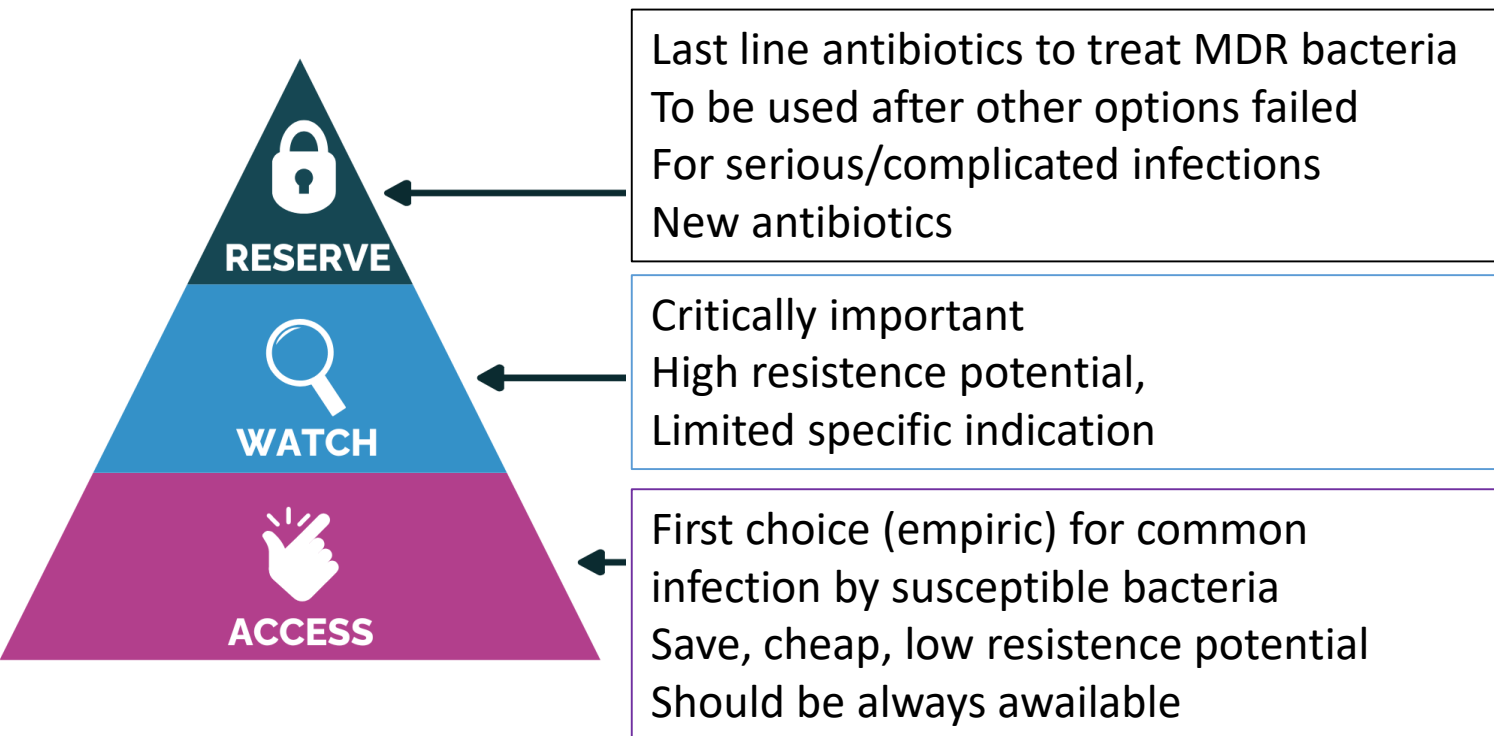 RESERVE
Last line antibiotics to treat MDR bacteria
To be used after other options failed
For serious/complicated infections
New antibiotics
WATCH
Critically important
High resistence potential,
Limited specific indication
ACCESS
First choice (empiric) for common
infection by susceptible bacteria
Save, cheap, low resistence potential
Should be always awailable